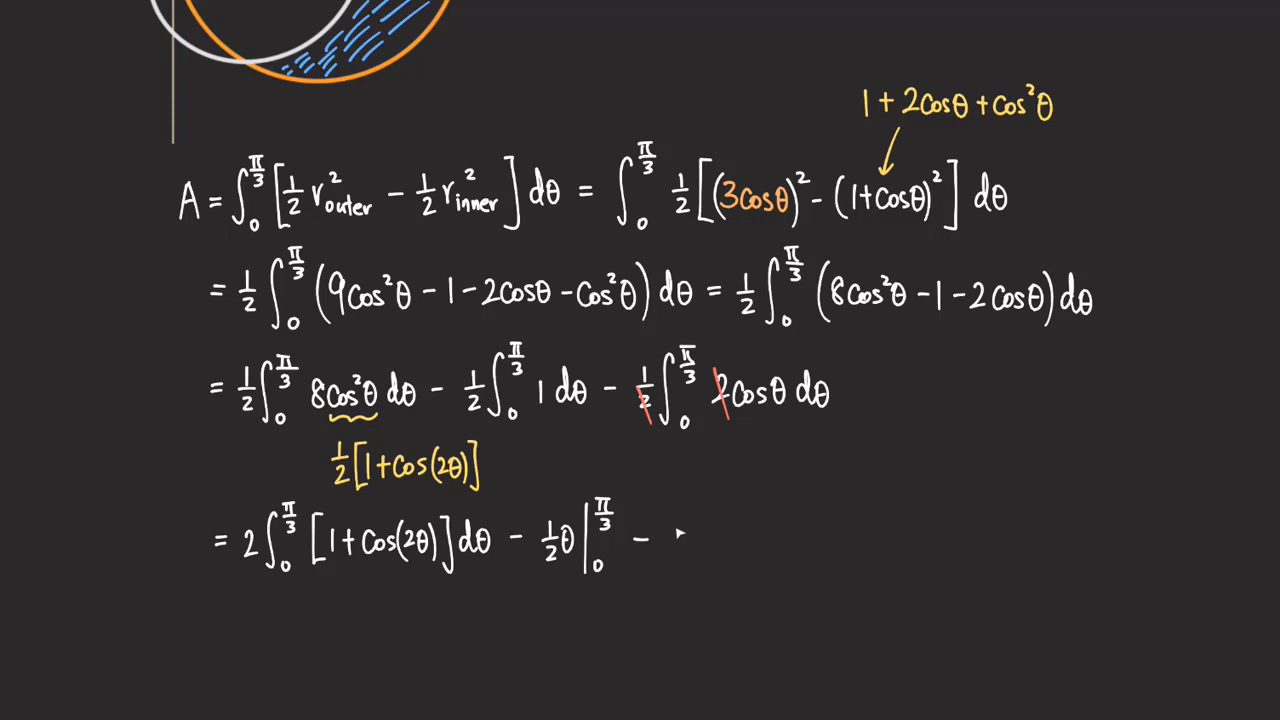 1 + 2cosθ + cos²θ
A = ∫₀^(π/3) [½ r²outer − ½ r²inner] dθ = ∫₀^(π/3) ½ [(3cosθ)² − (1+cosθ)²] dθ
= ½ ∫₀^(π/3) (9cos²θ − 1 − 2cosθ − cos²θ) dθ = ½ ∫₀^(π/3) (8cos²θ − 1 − 2cosθ) dθ
= ½ ∫₀^(π/3) 8cos²θ dθ − ½ ∫₀^(π/3) 1 dθ − ½ ∫₀^(π/3) 2cosθ dθ
½ [1+cos(2θ)]
= 2 ∫₀^(π/3) [1+cos(2θ)] dθ − ½θ |₀^(π/3) −